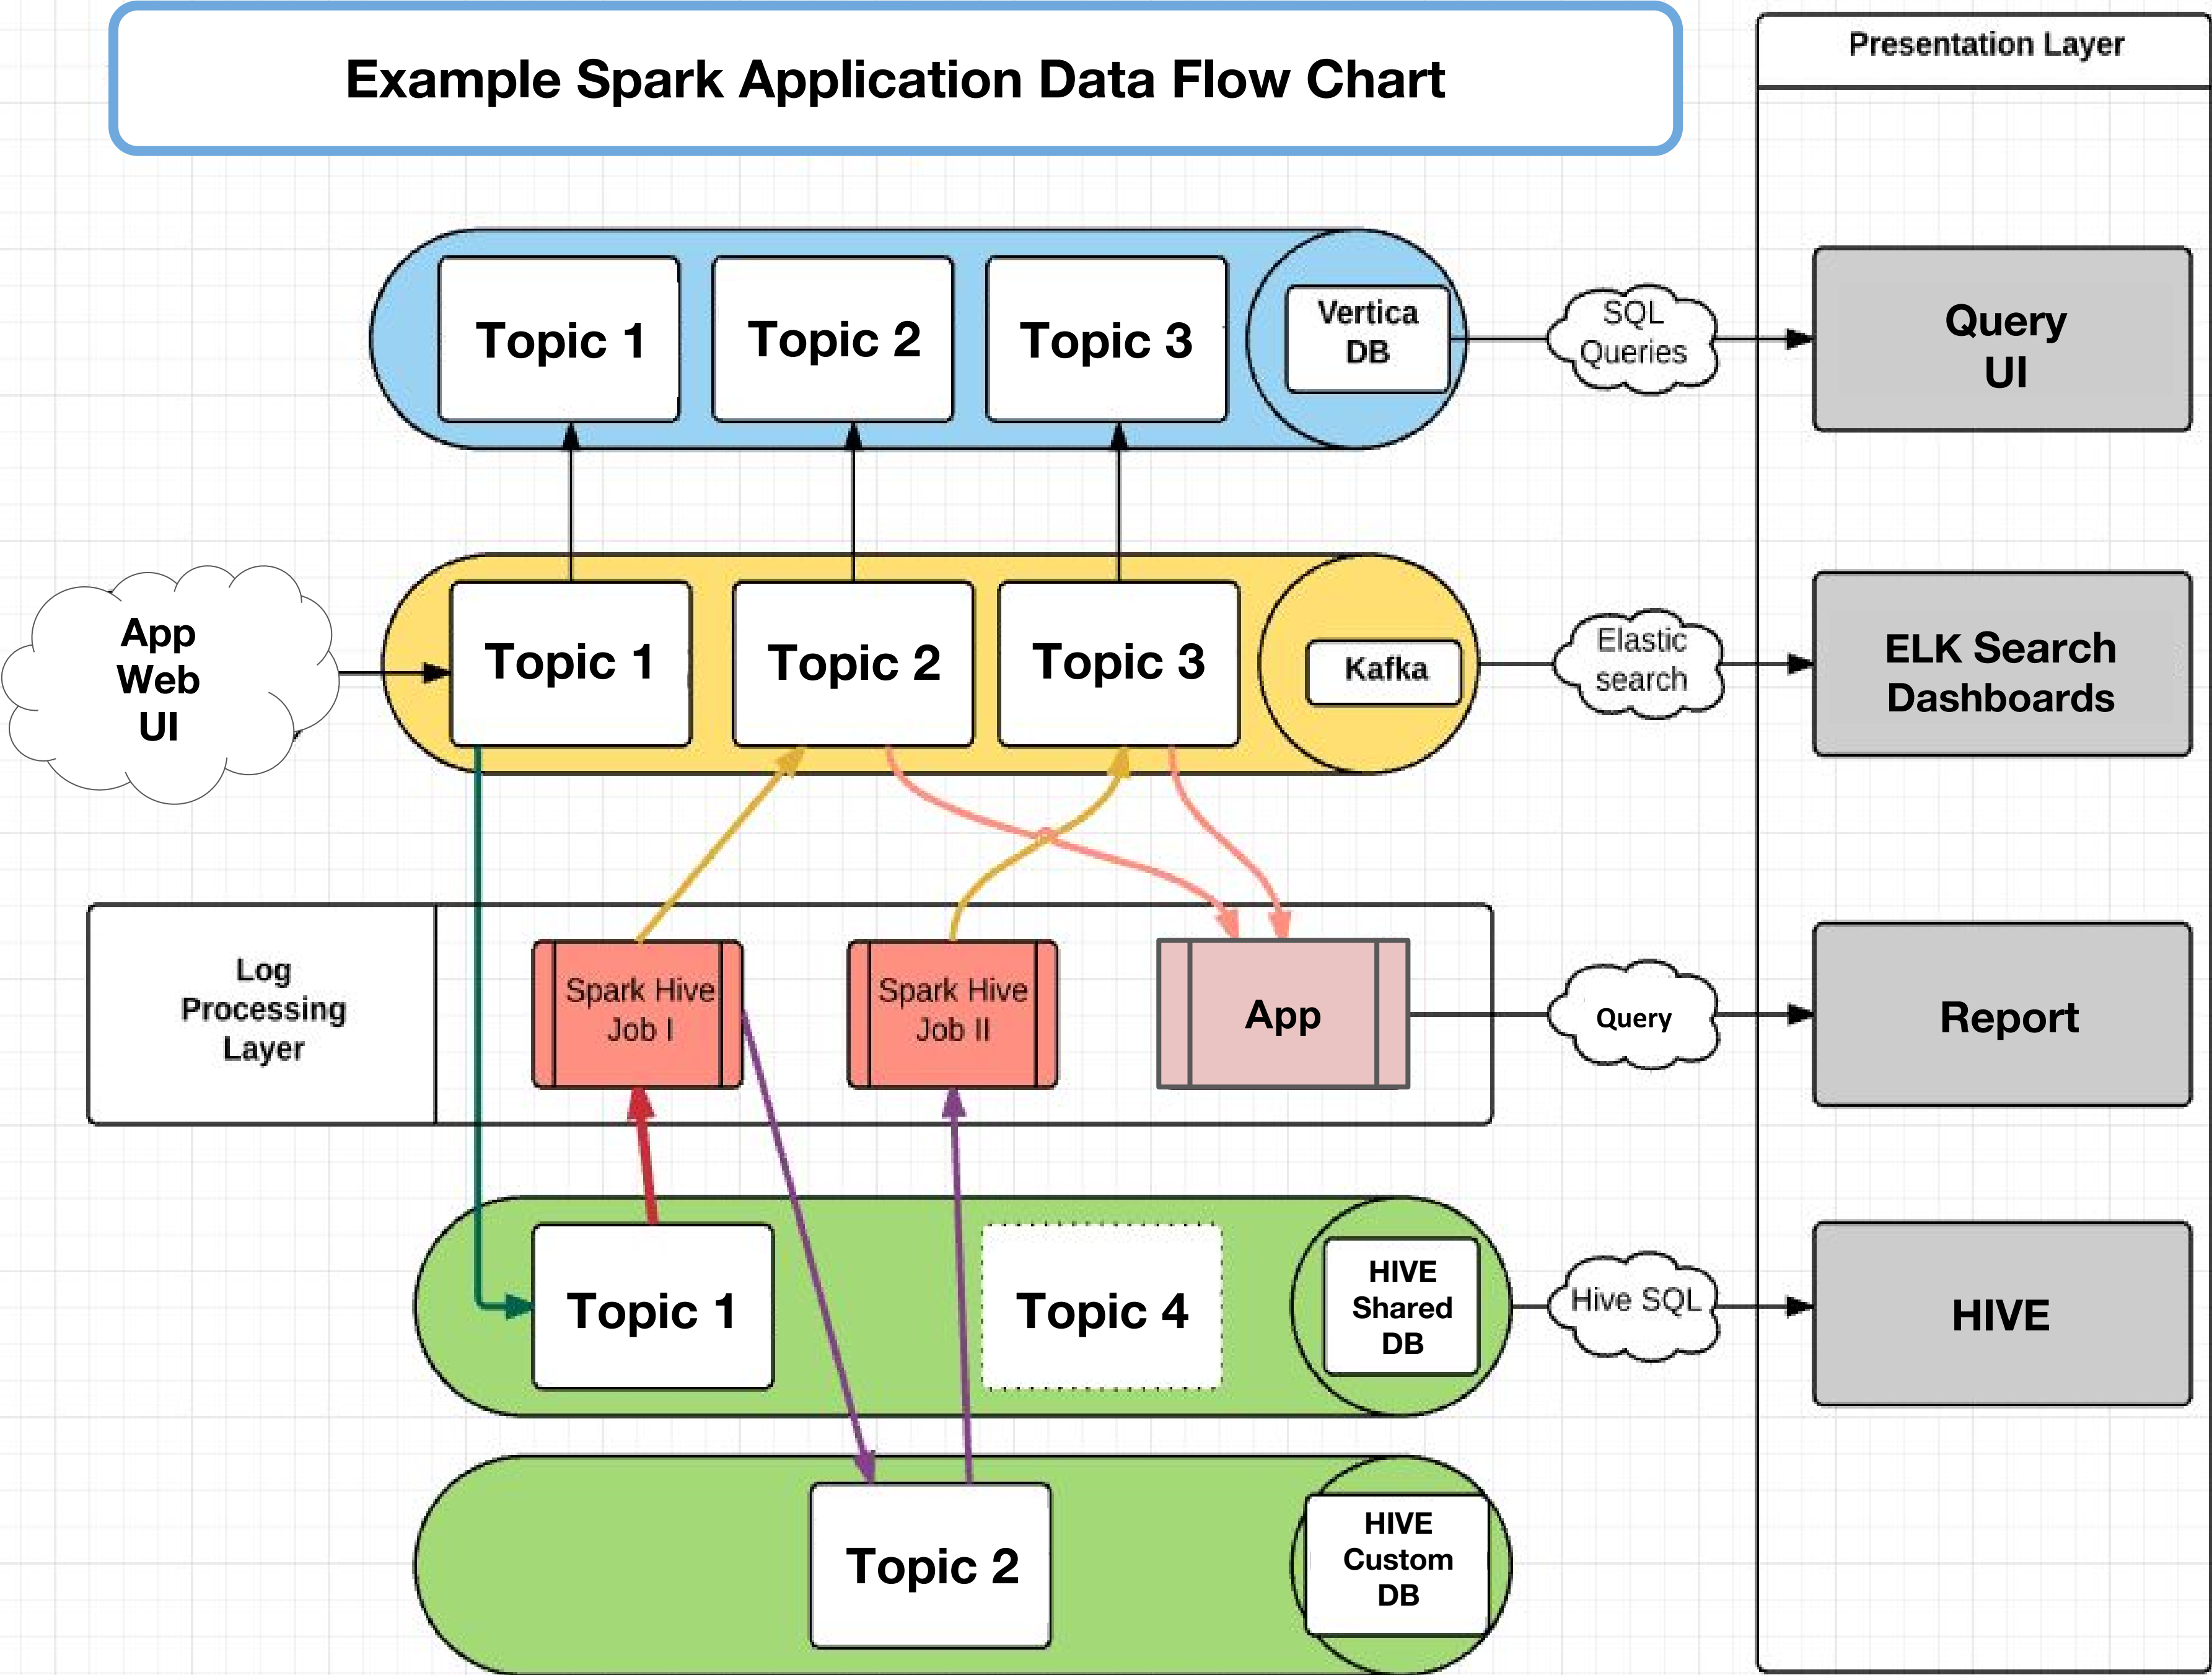 Example Spark Application Data Flow Chart
Presentation Layer
Topic 1
Topic 2
Topic 3
Vertica
DB
SQL
Queries
Query
UI
App
Web
UI
Topic 1
Topic 2
Topic 3
Kafka
Elastic
search
ELK Search
Dashboards
Log
Processing
Layer
Spark Hive
Job I
Spark Hive
Job II
App
Query
Report
Topic 1
Topic 4
HIVE
Shared
DB
Hive SQL
HIVE
Topic 2
HIVE
Custom
DB